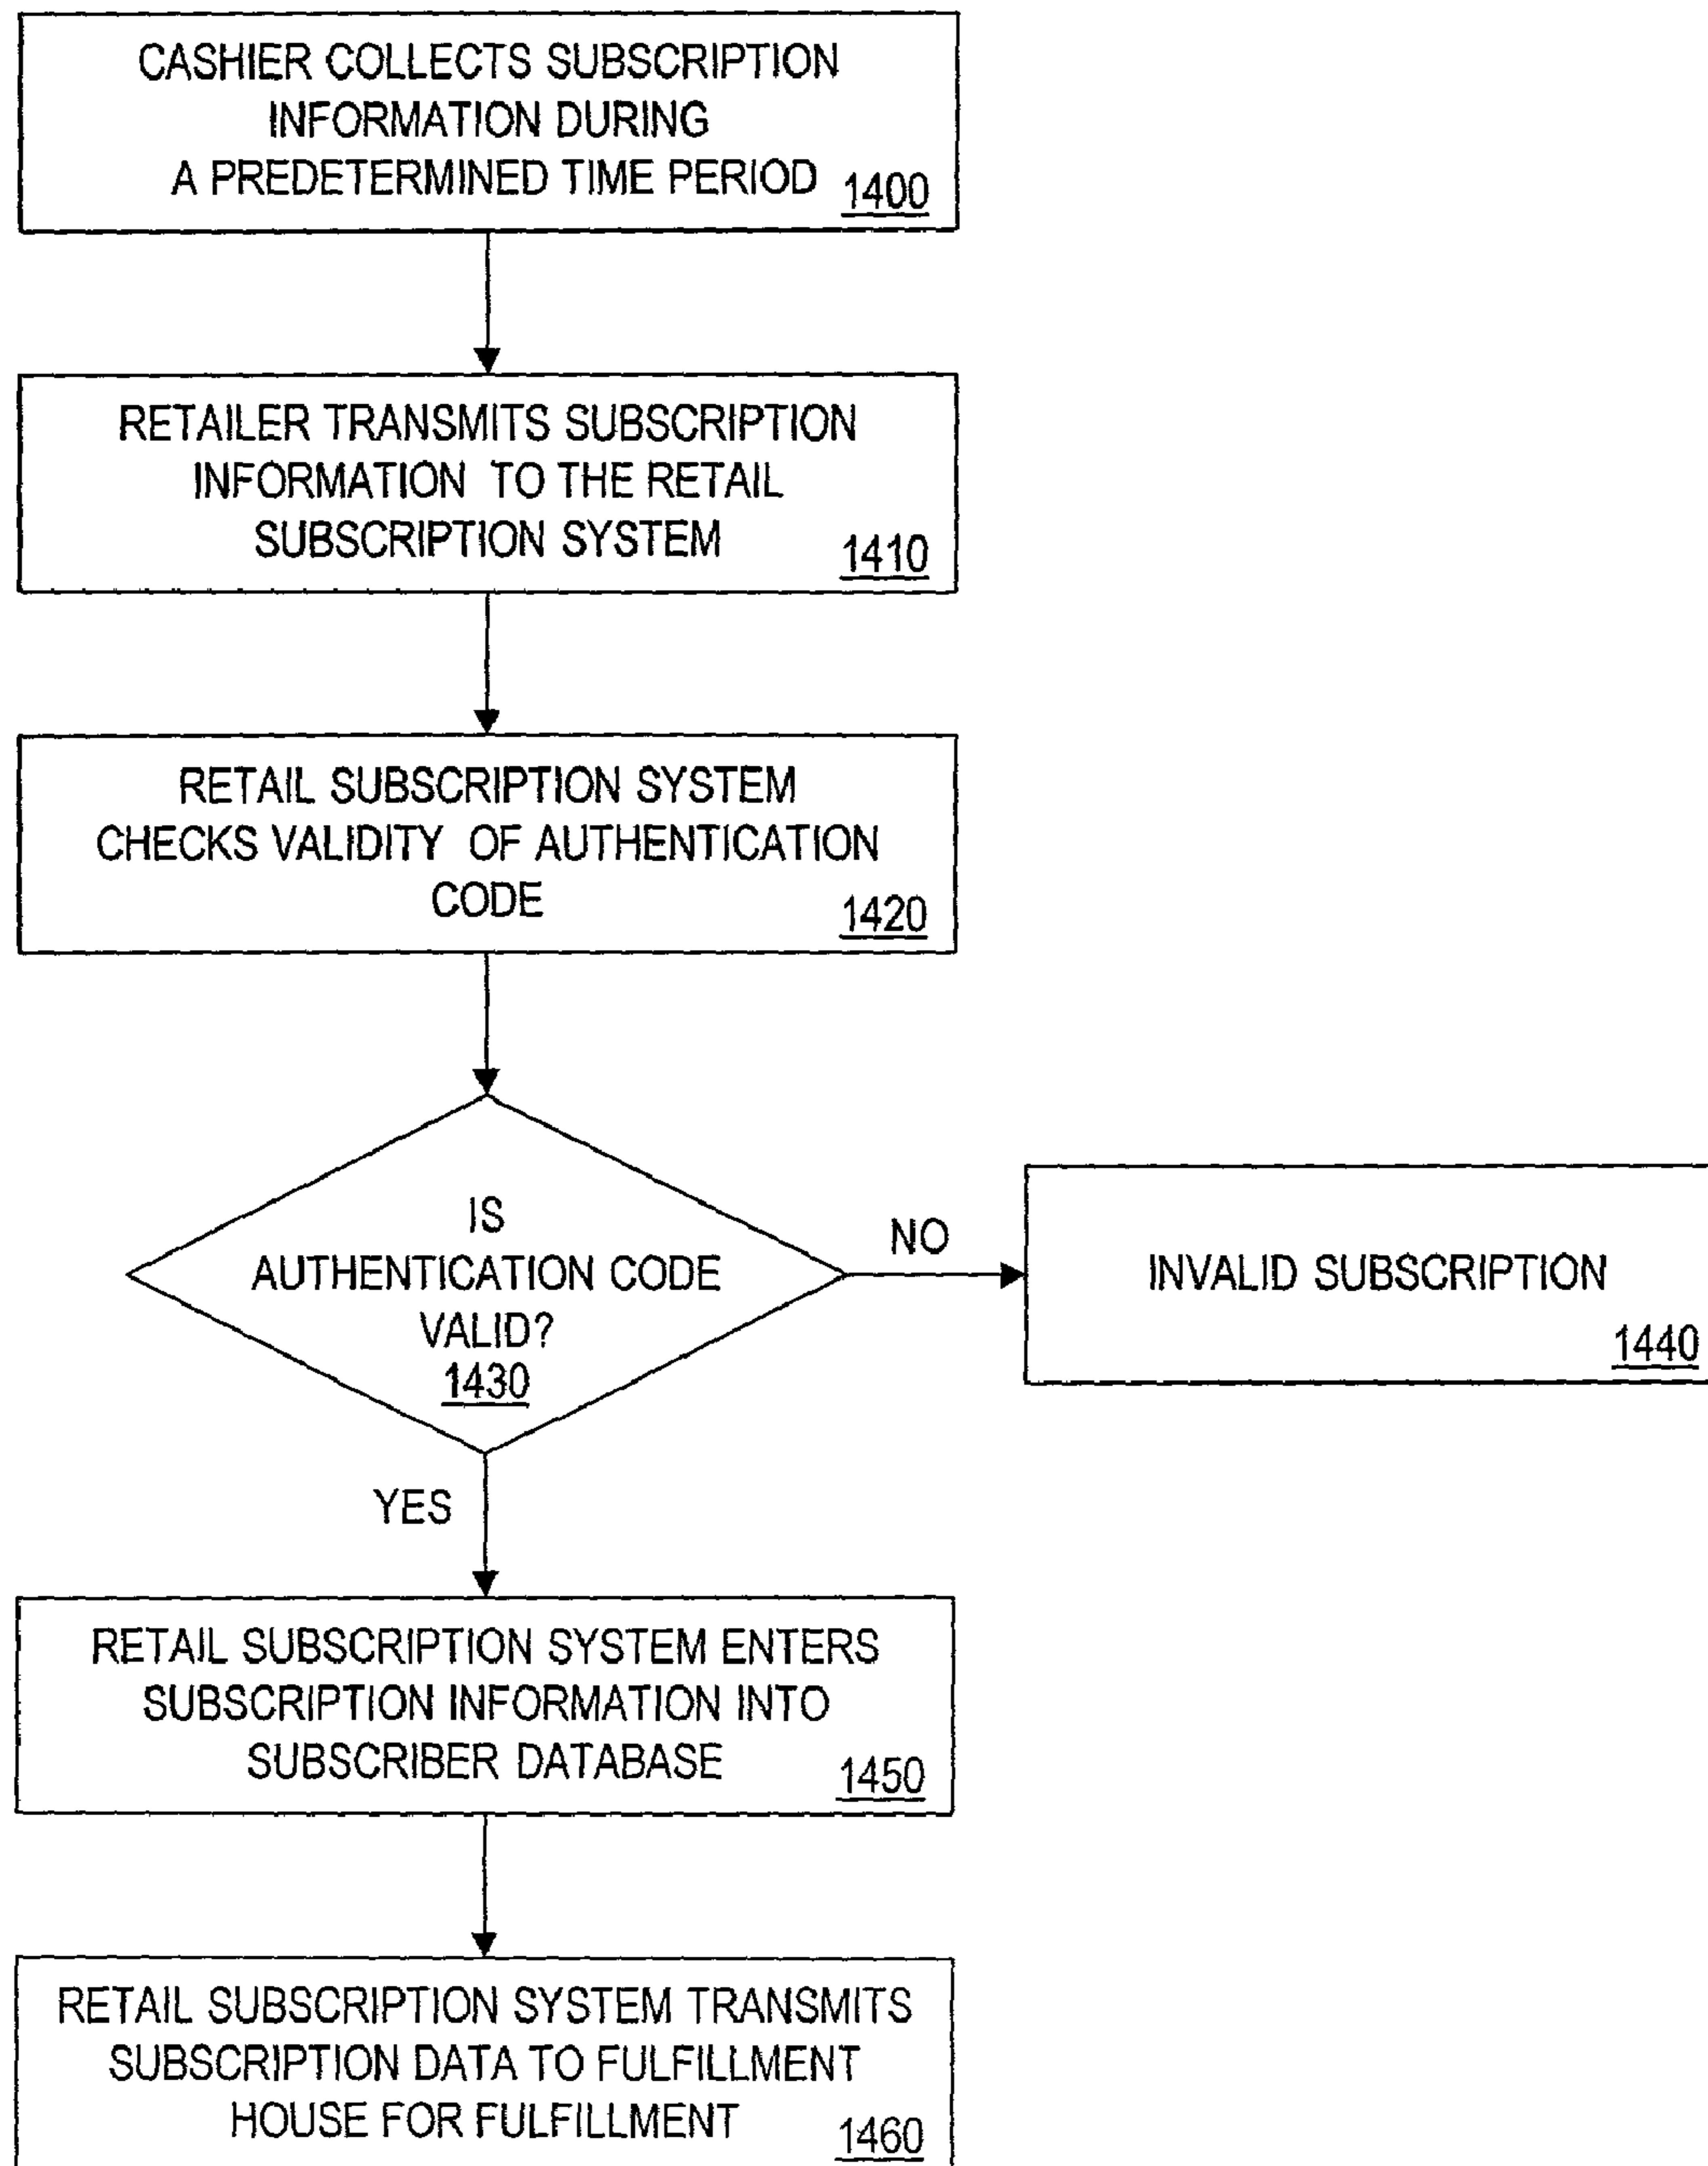 CASHIER COLLECTS SUBSCRIPTION
INFORMATION DURING
A PREDETERMINED TIME PERIOD
1400
RETAILER TRANSMITS SUBSCRIPTION
INFORMATION TO THE RETAIL
SUBSCRIPTION SYSTEM
1410
RETAIL SUBSCRIPTION SYSTEM
CHECKS VALIDITY OF AUTHENTICATION
CODE
1420
IS
AUTHENTICATION CODE
VALID?
1430
NO
INVALID SUBSCRIPTION
1440
YES
RETAIL SUBSCRIPTION SYSTEM ENTERS
SUBSCRIPTION INFORMATION INTO
SUBSCRIBER DATABASE
1450
RETAIL SUBSCRIPTION SYSTEM TRANSMITS
SUBSCRIPTION DATA TO FULFILLMENT
HOUSE FOR FULFILLMENT
1460